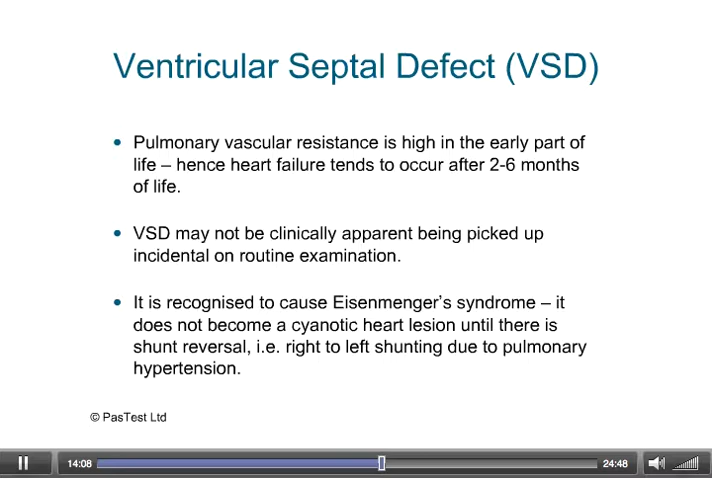 Ventricular Septal Defect (VSD)
• Pulmonary vascular resistance is high in the early part of
life – hence heart failure tends to occur after 2-6 months
of life.
• VSD may not be clinically apparent being picked up
incidental on routine examination.
• It is recognised to cause Eisenmenger's syndrome – it
does not become a cyanotic heart lesion until there is
shunt reversal, i.e. right to left shunting due to pulmonary
hypertension.
© PasTest Ltd
14:08 24:48